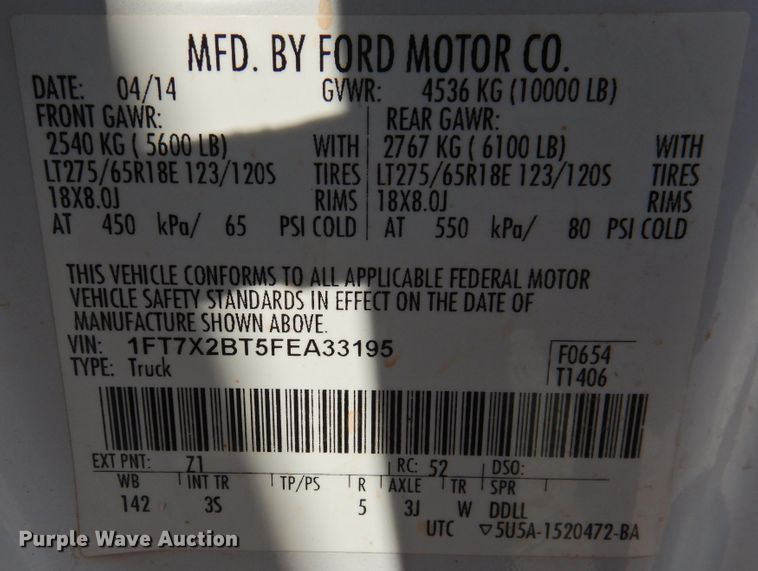 MFD. BY FORD MOTOR CO.
DATE: 04/14 GVWR: 4536 KG (10000 LB)
FRONT GAWR: REAR GAWR:
2540 KG ( 5600 LB) WITH 2767 KG ( 6100 LB) WITH
LT275/65R18E 123/120S TIRES LT275/65R18E 123/120S TIRES
18X8.0J RIMS 18X8.0J RIMS
AT 450 kPa/ 65 PSI COLD AT 550 kPa/ 80 PSI COLD
THIS VEHICLE CONFORMS TO ALL APPLICABLE FEDERAL MOTOR
VEHICLE SAFETY STANDARDS IN EFFECT ON THE DATE OF
MANUFACTURE SHOWN ABOVE.
VIN: 1FT7X2BT5FEA33195 F0654
TYPE: Truck T1406
EXT PNT: Z1 RC: 52 DSO:
WB INT TR TP/PS R AXLE TR SPR
142 3S 5 3J W DDLL
UTC ▽5U5A-1520472-BA
Purple Wave Auction